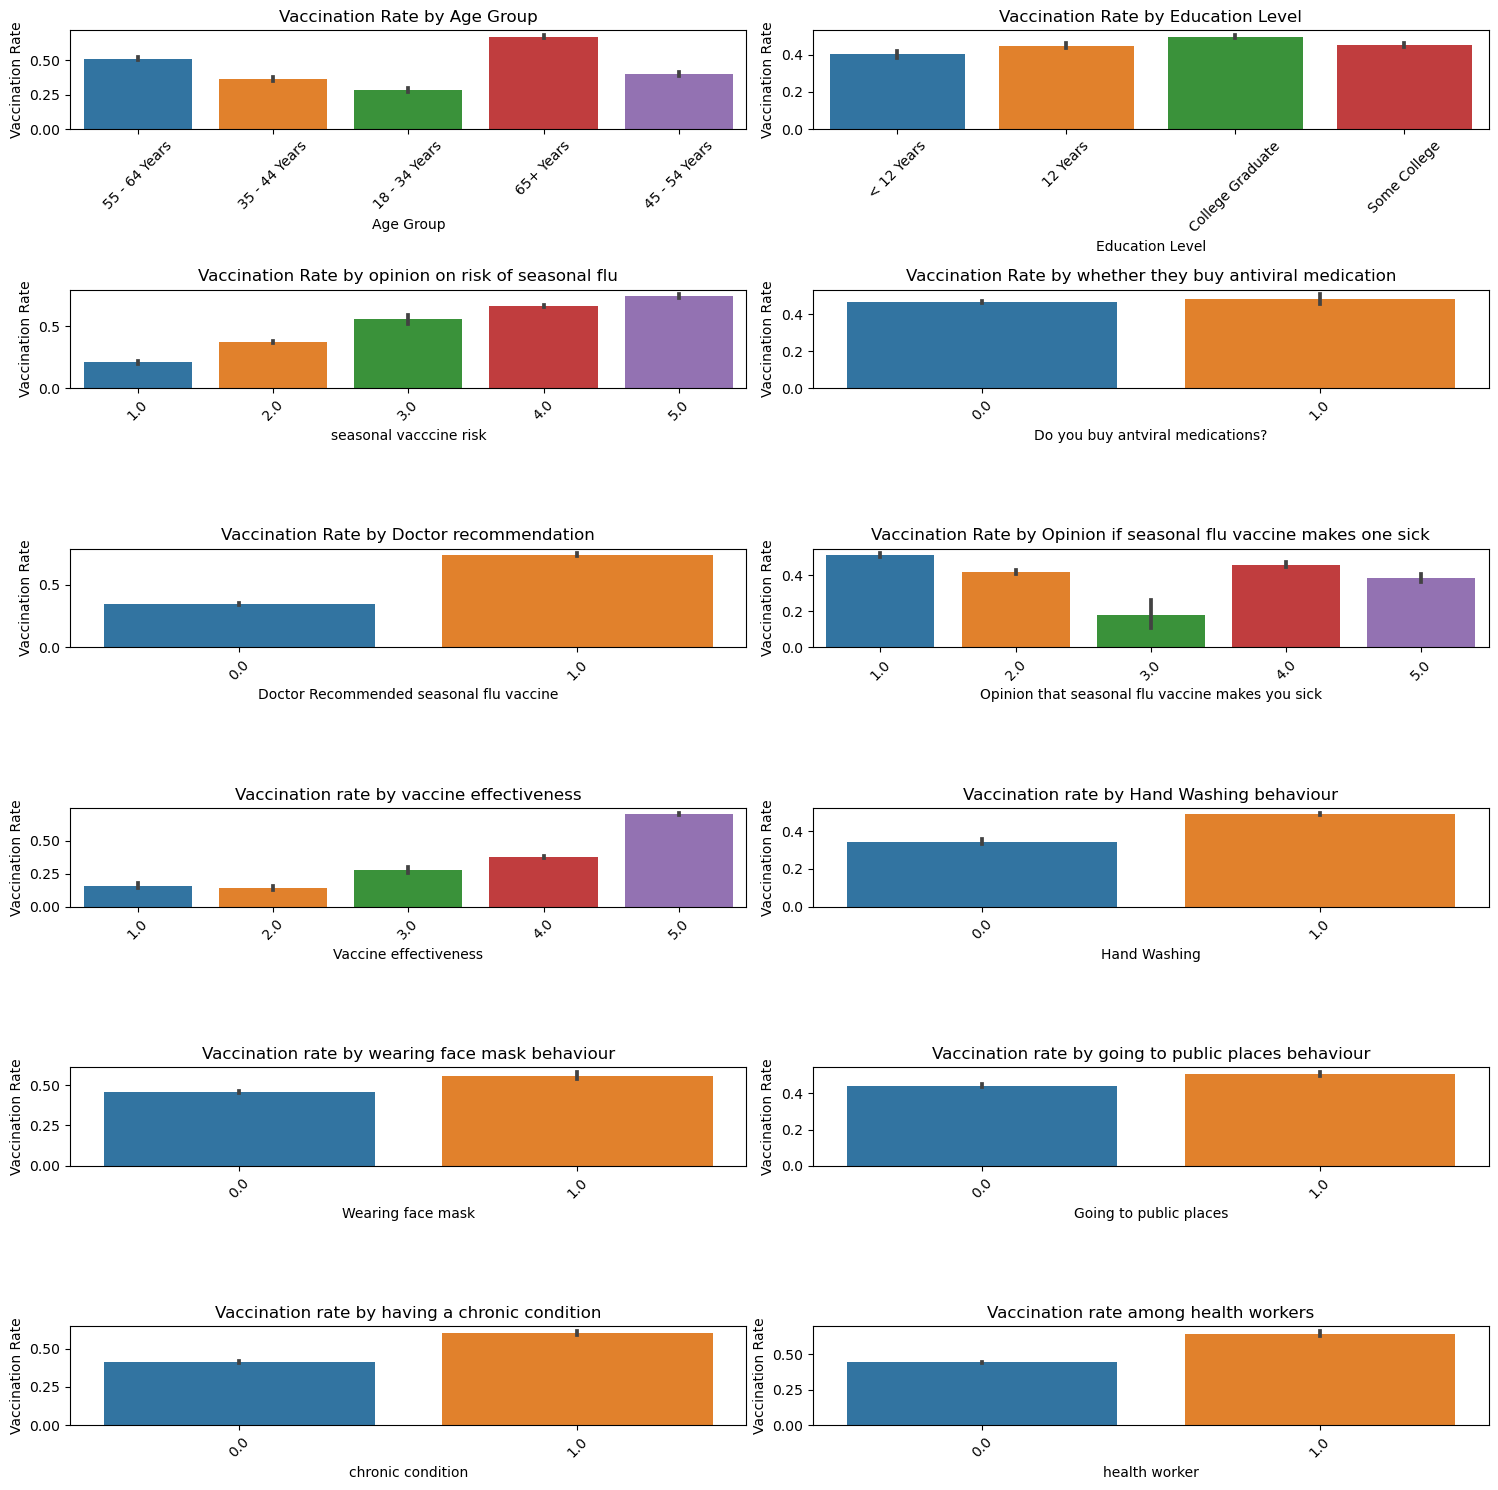 Vaccination Rate by Age Group
Vaccination Rate
0.50
0.25
0.00
55 - 64 Years
35 - 44 Years
18 - 34 Years
65+ Years
45 - 54 Years
Age Group
Vaccination Rate by Education Level
Vaccination Rate
0.4
0.2
0.0
< 12 Years
12 Years
College Graduate
Some College
Education Level
Vaccination Rate by opinion on risk of seasonal flu
Vaccination Rate
0.5
0.0
1.0
2.0
3.0
4.0
5.0
seasonal vacccine risk
Vaccination Rate by whether they buy antiviral medication
Vaccination Rate
0.4
0.2
0.0
0.0
1.0
Do you buy antviral medications?
Vaccination Rate by Doctor recommendation
Vaccination Rate
0.5
0.0
0.0
1.0
Doctor Recommended seasonal flu vaccine
Vaccination Rate by Opinion if seasonal flu vaccine makes one sick
Vaccination Rate
0.4
0.2
0.0
1.0
2.0
3.0
4.0
5.0
Opinion that seasonal flu vaccine makes you sick
Vaccination rate by vaccine effectiveness
Vaccination Rate
0.50
0.25
0.00
1.0
2.0
3.0
4.0
5.0
Vaccine effectiveness
Vaccination rate by Hand Washing behaviour
Vaccination Rate
0.4
0.2
0.0
0.0
1.0
Hand Washing
Vaccination rate by wearing face mask behaviour
Vaccination Rate
0.50
0.25
0.00
0.0
1.0
Wearing face mask
Vaccination rate by going to public places behaviour
Vaccination Rate
0.4
0.2
0.0
0.0
1.0
Going to public places
Vaccination rate by having a chronic condition
Vaccination Rate
0.50
0.25
0.00
0.0
1.0
chronic condition
Vaccination rate among health workers
Vaccination Rate
0.50
0.25
0.00
0.0
1.0
health worker